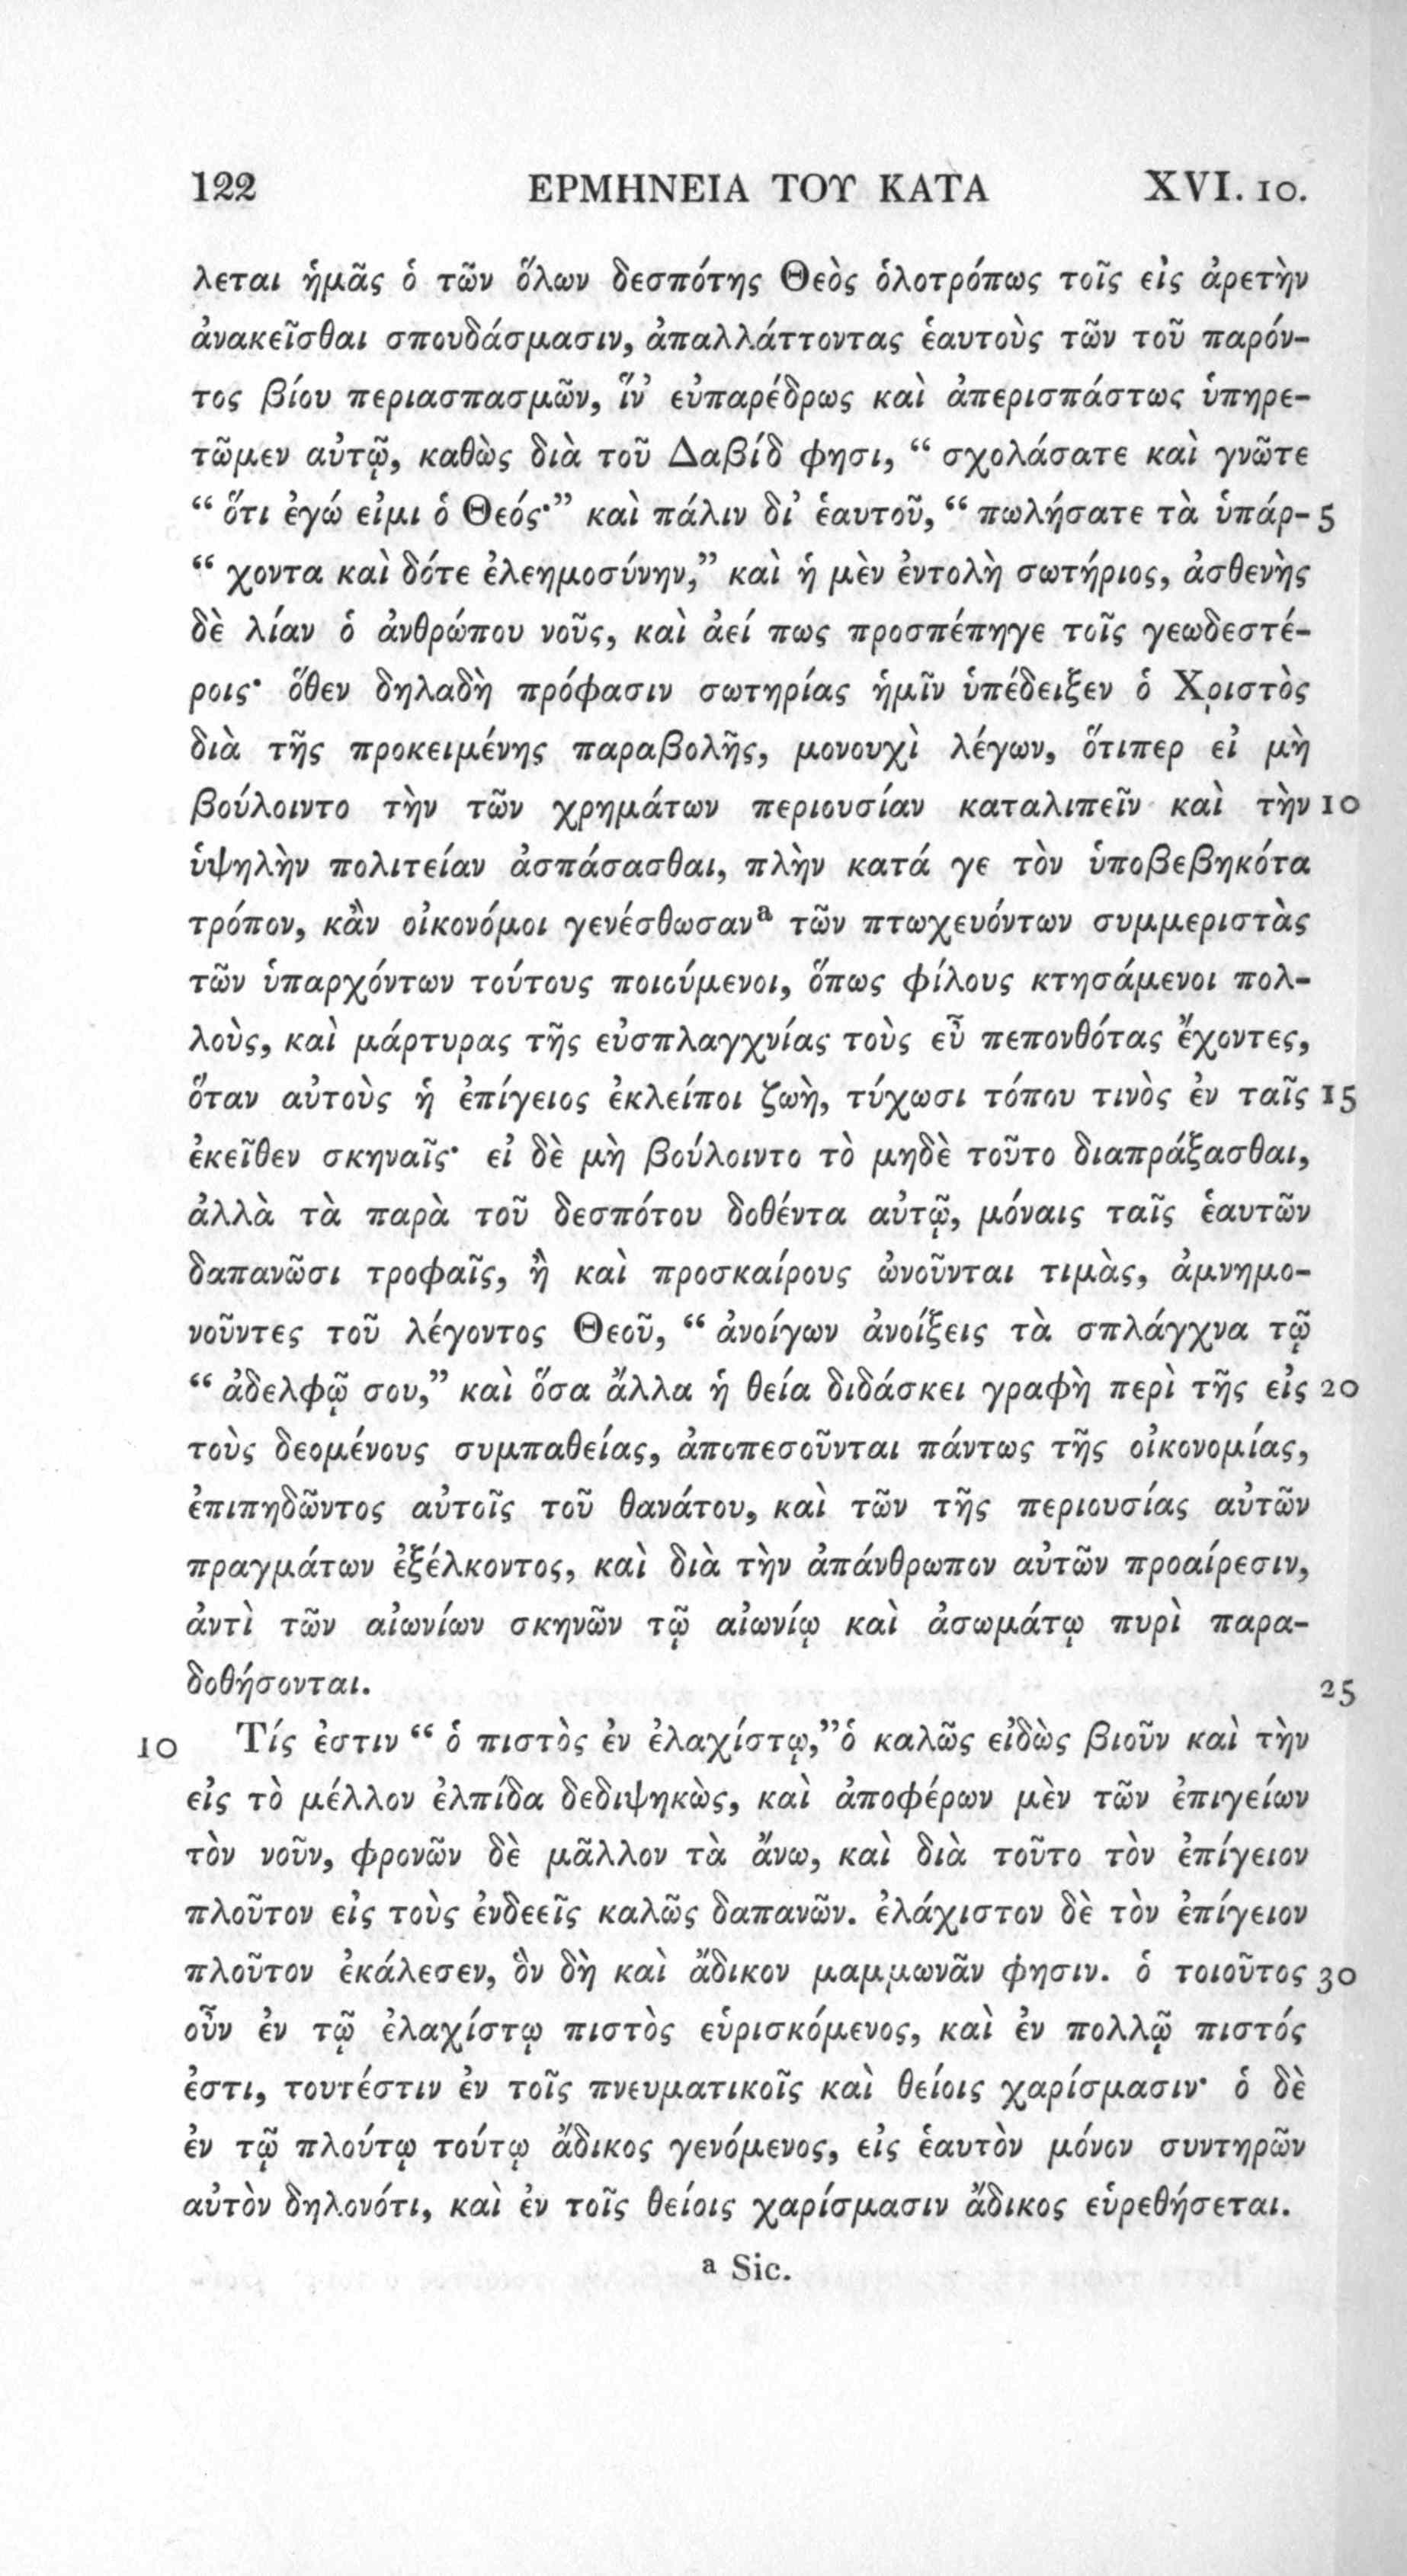 122 ΕΡΜΗΝΕΙΑ ΤΟΥ ΚΑΤΑ XVI. 10.
λεται ἡμᾶς ὁ τῶν ὅλων δεσπότης Θεὸς ὁλοτρόπως τοῖς εἰς ἀρετὴν
ἀνακεῖσθαι σπουδάσμασιν, ἀπαλλάττοντας ἑαυτοὺς τῶν τοῦ παρόν-
τος βίου περιασπασμῶν, ἵν’ εὐπαρέδρως καὶ ἀπερισπάστως ὑπηρε-
τῶμεν αὐτῷ, καθὼς διὰ τοῦ Δαβίδ φησι, “ σχολάσατε καὶ γνῶτε
“ ὅτι ἐγώ εἰμι ὁ Θεός·” καὶ πάλιν δι’ ἑαυτοῦ, “ πωλήσατε τὰ ὑπάρ- 5
“ χοντα καὶ δότε ἐλεημοσύνην,” καὶ ἡ μὲν ἐντολὴ σωτήριος, ἀσθενὴς
δὲ λίαν ὁ ἀνθρώπου νοῦς, καὶ ἀεί πως προσπέπηγε τοῖς γεωδεστέ-
ροις· ὅθεν δηλαδὴ πρόφασιν σωτηρίας ἡμῖν ὑπέδειξεν ὁ Χριστὸς
διὰ τῆς προκειμένης παραβολῆς, μονουχὶ λέγων, ὅτιπερ εἰ μὴ
βούλοιντο τὴν τῶν χρημάτων περιουσίαν καταλιπεῖν καὶ τὴν 10
ὑψηλὴν πολιτείαν ἀσπάσασθαι, πλὴν κατά γε τὸν ὑποβεβηκότα
τρόπον, κἂν οἰκονόμοι γενέσθωσανᵃ τῶν πτωχευόντων συμμεριστὰς
τῶν ὑπαρχόντων τούτους ποιούμενοι, ὅπως φίλους κτησάμενοι πολ-
λοὺς, καὶ μάρτυρας τῆς εὐσπλαγχνίας τοὺς εὖ πεπονθότας ἔχοντες,
ὅταν αὐτοὺς ἡ ἐπίγειος ἐκλείποι ζωὴ, τύχωσι τόπου τινὸς ἐν ταῖς 15
ἐκεῖθεν σκηναῖς· εἰ δὲ μὴ βούλοιντο τὸ μηδὲ τοῦτο διαπράξασθαι,
ἀλλὰ τὰ παρὰ τοῦ δεσπότου δοθέντα αὐτῷ, μόναις ταῖς ἑαυτῶν
δαπανῶσι τροφαῖς, ἢ καὶ προσκαίρους ὠνοῦνται τιμὰς, ἀμνημο-
νοῦντες τοῦ λέγοντος Θεοῦ, “ ἀνοίγων ἀνοίξεις τὰ σπλάγχνα τῷ
“ ἀδελφῷ σου,” καὶ ὅσα ἄλλα ἡ θεία διδάσκει γραφὴ περὶ τῆς εἰς 20
τοὺς δεομένους συμπαθείας, ἀποπεσοῦνται πάντως τῆς οἰκονομίας,
ἐπιπηδῶντος αὐτοῖς τοῦ θανάτου, καὶ τῶν τῆς περιουσίας αὐτῶν
πραγμάτων ἐξέλκοντος, καὶ διὰ τὴν ἀπάνθρωπον αὐτῶν προαίρεσιν,
ἀντὶ τῶν αἰωνίων σκηνῶν τῷ αἰωνίῳ καὶ ἀσωμάτῳ πυρὶ παρα-
δοθήσονται. 25
10 Τίς ἐστιν “ ὁ πιστὸς ἐν ἐλαχίστῳ,” ὁ καλῶς εἰδὼς βιοῦν καὶ τὴν
εἰς τὸ μέλλον ἐλπίδα δεδιψηκὼς, καὶ ἀποφέρων μὲν τῶν ἐπιγείων
τὸν νοῦν, φρονῶν δὲ μᾶλλον τὰ ἄνω, καὶ διὰ τοῦτο τὸν ἐπίγειον
πλοῦτον εἰς τοὺς ἐνδεεῖς καλῶς δαπανῶν. ἐλάχιστον δὲ τὸν ἐπίγειον
πλοῦτον ἐκάλεσεν, ὃν δὴ καὶ ἄδικον μαμμωνᾶν φησιν. ὁ τοιοῦτος 30
οὖν ἐν τῷ ἐλαχίστῳ πιστὸς εὑρισκόμενος, καὶ ἐν πολλῷ πιστός
ἐστι, τουτέστιν ἐν τοῖς πνευματικοῖς καὶ θείοις χαρίσμασιν· ὁ δὲ
ἐν τῷ πλούτῳ τούτῳ ἄδικος γενόμενος, εἰς ἑαυτὸν μόνον συντηρῶν
αὐτὸν δηλονότι, καὶ ἐν τοῖς θείοις χαρίσμασιν ἄδικος εὑρεθήσεται.
ᵃ Sic.